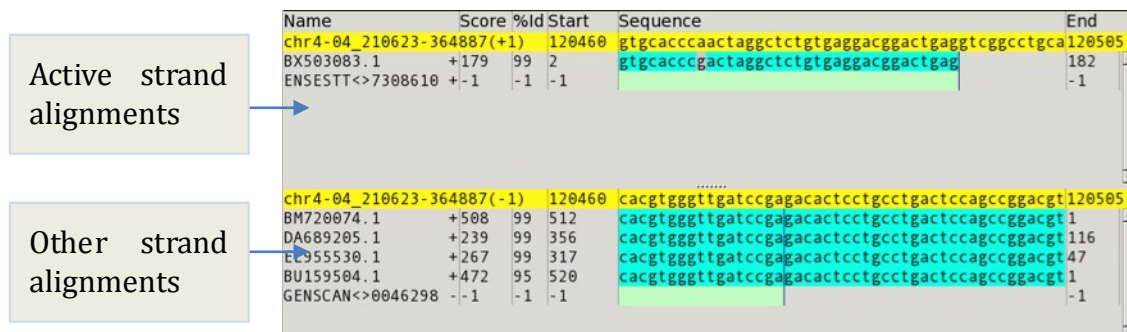 Active strand
alignments
Other strand
alignments
Name Score %Id Start Sequence End
chr4-04_210623-364887(+1) 120460 gtgcacccaactaggctctgtgaggacggactgaggtcggcctgca 120505
BX503083.1 +179 99 2 gtgcacccgactaggctctgtgaggacggactgag 182
ENSESTT<>7308610 +-1 -1 -1 -1
chr4-04_210623-364887(-1) 120460 cacgtgggttgatccgagacactcctgcctgactccagccggacgt 120505
BM720074.1 +508 99 512 cacgtgggttgatccgagacactcctgcctgactccagccggacgt 1
DA689205.1 +239 99 356 cacgtgggttgatccgagacactcctgcctgactccagccggacgt 116
EL955530.1 +267 99 317 cacgtgggttgatccgagacactcctgcctgactccagccggacgt 47
BU159504.1 +472 95 520 cacgtgggttgatccgagacactcctgcctgactccagccggacgt 1
GENSCAN<>0046298 --1 -1 -1 -1